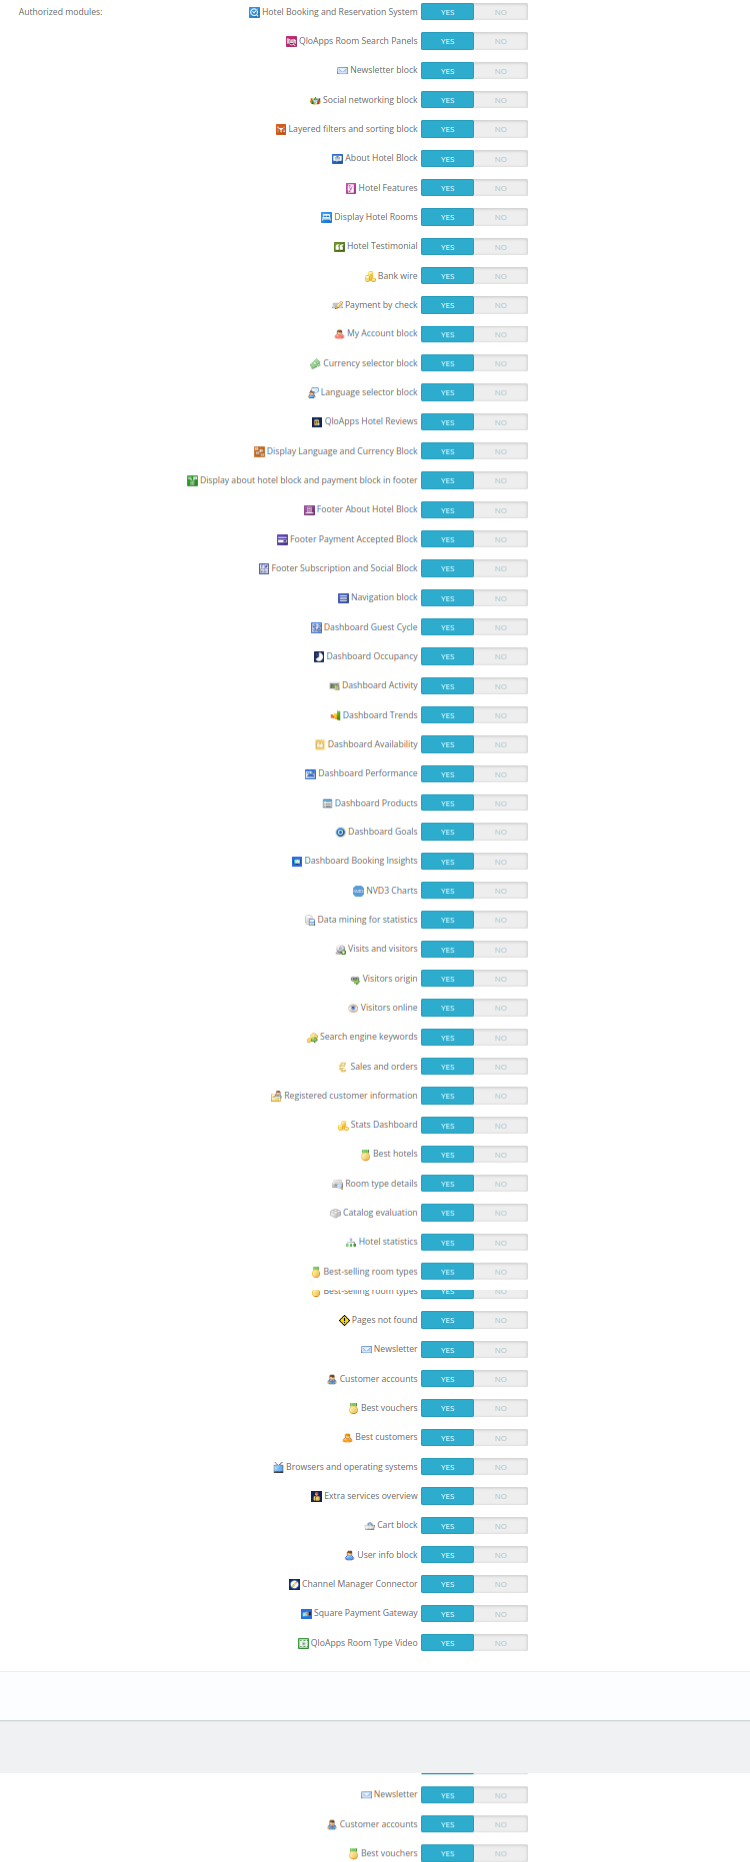 Authorized modules: Hotel Booking and Reservation System YES NO
QloApps Room Search Panels YES NO
Newsletter block YES NO
Social networking block YES NO
Layered filters and sorting block YES NO
About Hotel Block YES NO
Hotel Features YES NO
Display Hotel Rooms YES NO
Hotel Testimonial YES NO
Bank wire YES NO
Payment by check YES NO
My Account block YES NO
Currency selector block YES NO
Language selector block YES NO
QloApps Hotel Reviews YES NO
Display Language and Currency Block YES NO
Display about hotel block and payment block in footer YES NO
Footer About Hotel Block YES NO
Footer Payment Accepted Block YES NO
Footer Subscription and Social Block YES NO
Navigation block YES NO
Dashboard Guest Cycle YES NO
Dashboard Occupancy YES NO
Dashboard Activity YES NO
Dashboard Trends YES NO
Dashboard Availability YES NO
Dashboard Performance YES NO
Dashboard Products YES NO
Dashboard Goals YES NO
Dashboard Booking Insights YES NO
NVD3 Charts YES NO
Data mining for statistics YES NO
Visits and visitors YES NO
Visitors origin YES NO
Visitors online YES NO
Search engine keywords YES NO
Sales and orders YES NO
Registered customer information YES NO
Stats Dashboard YES NO
Best hotels YES NO
Room type details YES NO
Catalog evaluation YES NO
Hotel statistics YES NO
Best-selling room types YES NO
Best-selling room types YES NO
Pages not found YES NO
Newsletter YES NO
Customer accounts YES NO
Best vouchers YES NO
Best customers YES NO
Browsers and operating systems YES NO
Extra services overview YES NO
Cart block YES NO
User info block YES NO
Channel Manager Connector YES NO
Square Payment Gateway YES NO
QloApps Room Type Video YES NO
Newsletter YES NO
Customer accounts YES NO
Best vouchers YES NO